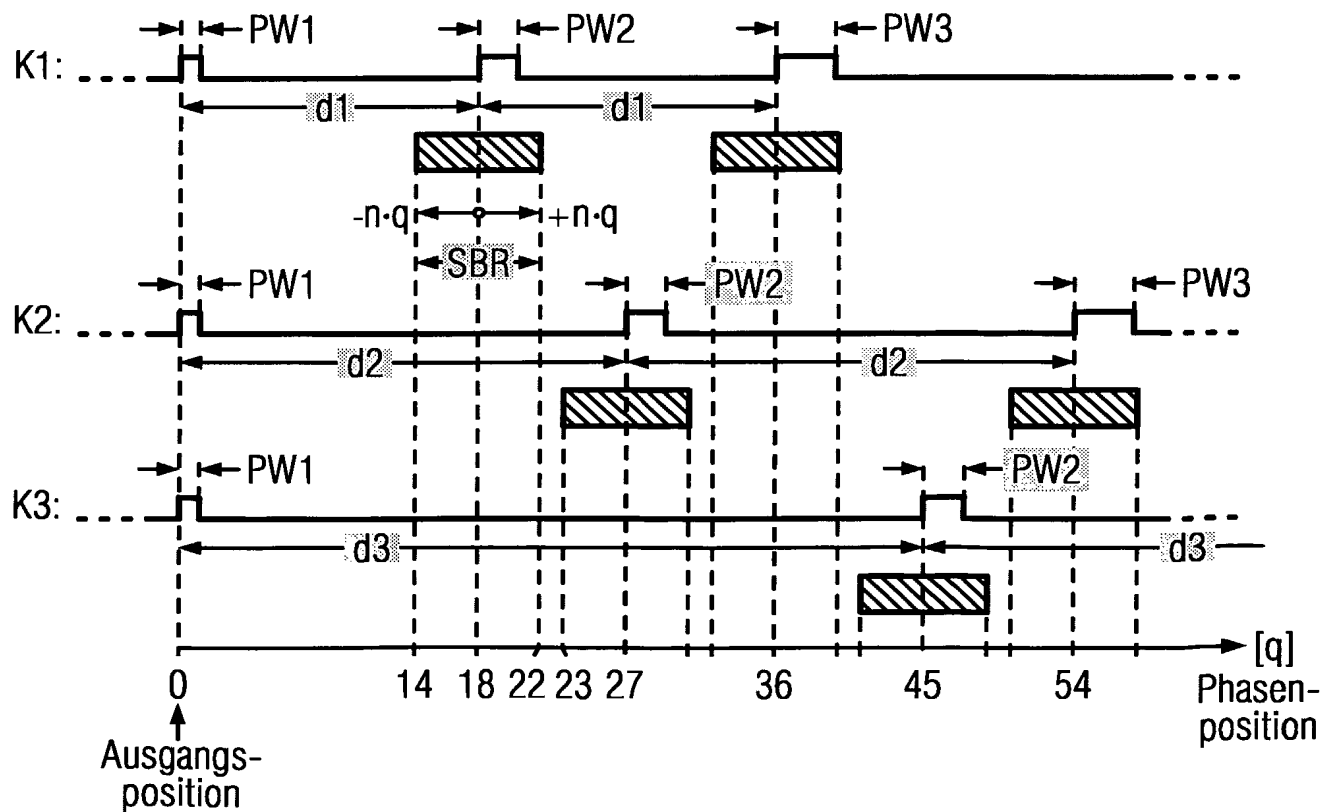 PW1 PW2 PW3
K1:
d1 d1
-n·q +n·q
SBR
PW1 PW2 PW3
K2:
d2 d2
PW1 PW2
K3:
d3 d3
[q]
0 14 18 22 23 27 36 45 54 Phasen-
position
Ausgangs-
position